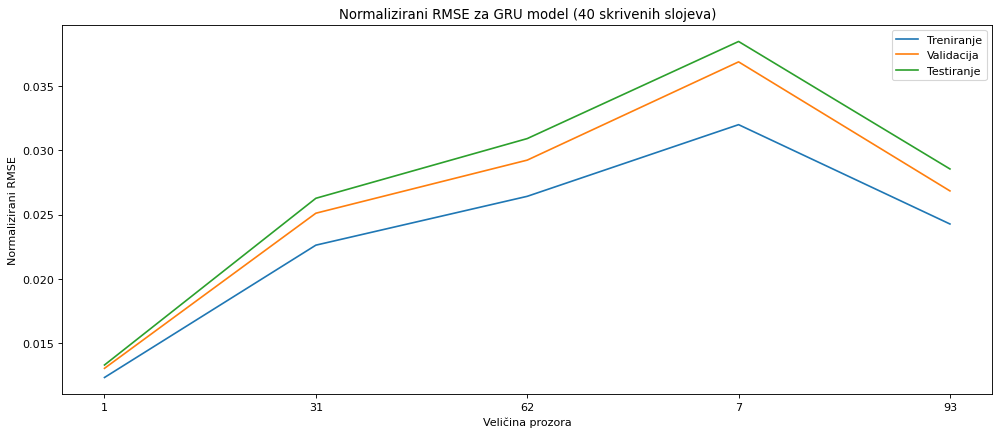 Normalizirani RMSE za GRU model (40 skrivenih slojeva)
Treniranje
Validacija
Testiranje
Normalizirani RMSE
0.035
0.030
0.025
0.020
0.015
1 31 62 7 93
Veličina prozora